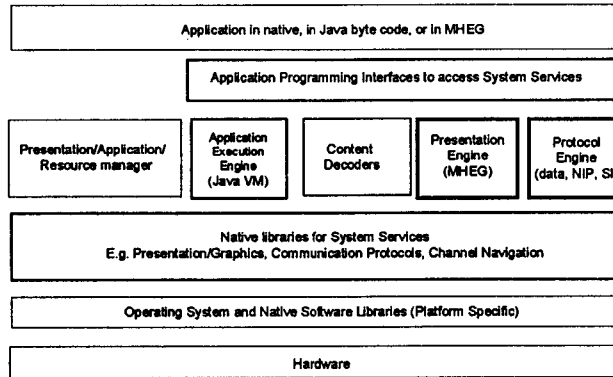 Application in native, in Java byte code, or in MHEG
Application Programming Interfaces to access System Services
Presentation/Application/
Resource manager
Application
Execution
Engine
(Java VM)
Content
Decoders
Presentation
Engine
(MHEG)
Protocol
Engine
(data, NIP, SI
Native libraries for System Services
E.g. Presentation/Graphics, Communication Protocols, Channel Navigation
Operating System and Native Software Libraries (Platform Specific)
Hardware